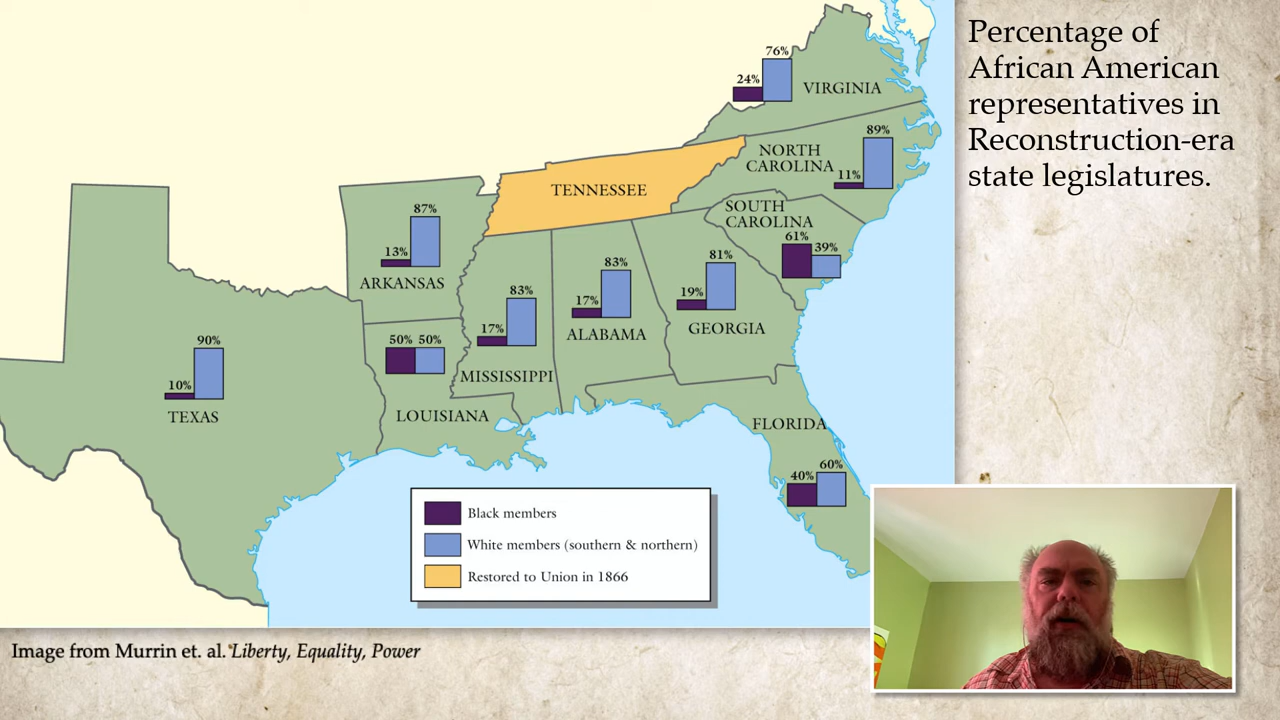 Percentage of
African American
representatives in
Reconstruction-era
state legislatures.
76%
24%
VIRGINIA
89%
NORTH
CAROLINA
11%
TENNESSEE
SOUTH
CAROLINA
61%
39%
87%
13%
ARKANSAS
83%
17%
MISSISSIPPI
83%
17%
ALABAMA
81%
19%
GEORGIA
50% 50%
LOUISIANA
90%
10%
TEXAS
FLORIDA
60%
40%
Black members
White members (southern & northern)
Restored to Union in 1866
Image from Murrin et. al. Liberty, Equality, Power